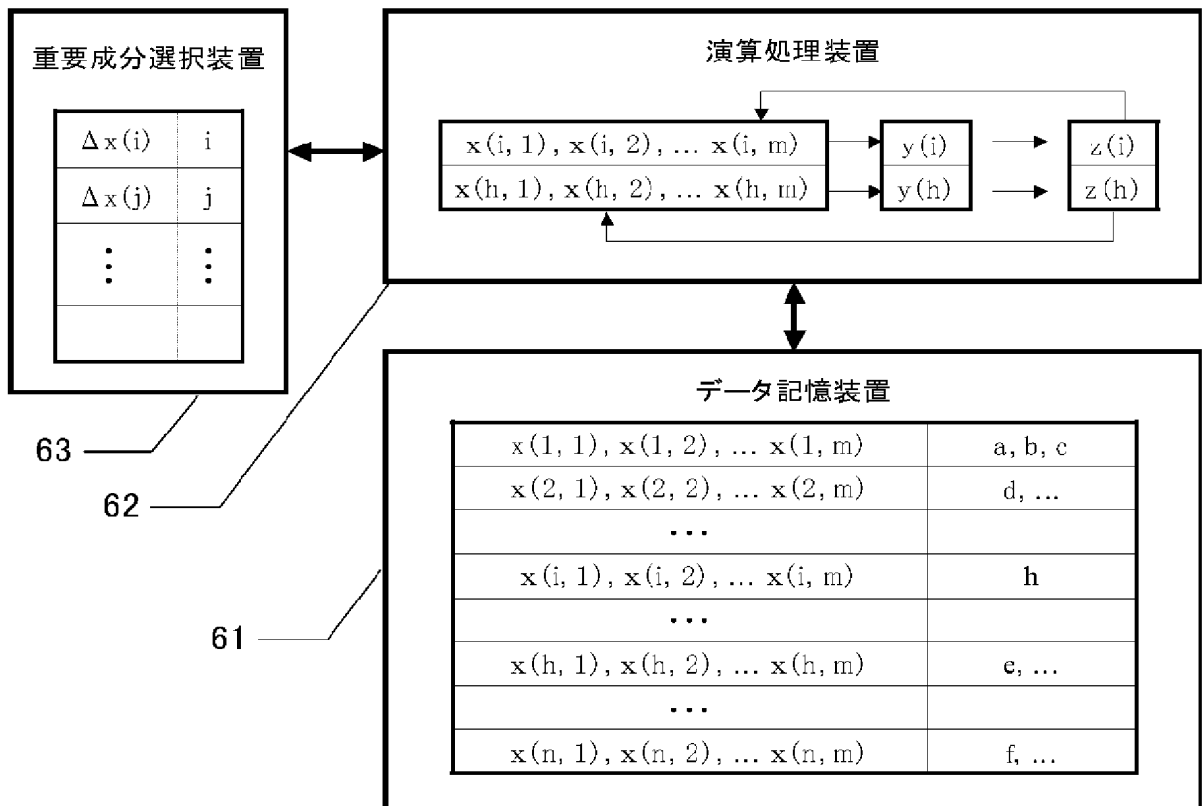 重要成分選択装置
Δx(i) i
Δx(j) j
⋮ ⋮
63
演算処理装置
x(i, 1), x(i, 2), ... x(i, m) y(i) z(i)
x(h, 1), x(h, 2), ... x(h, m) y(h) z(h)
62
データ記憶装置
x(1, 1), x(1, 2), ... x(1, m) a, b, c
x(2, 1), x(2, 2), ... x(2, m) d, ...
...
x(i, 1), x(i, 2), ... x(i, m) h
...
x(h, 1), x(h, 2), ... x(h, m) e, ...
...
x(n, 1), x(n, 2), ... x(n, m) f, ...
61